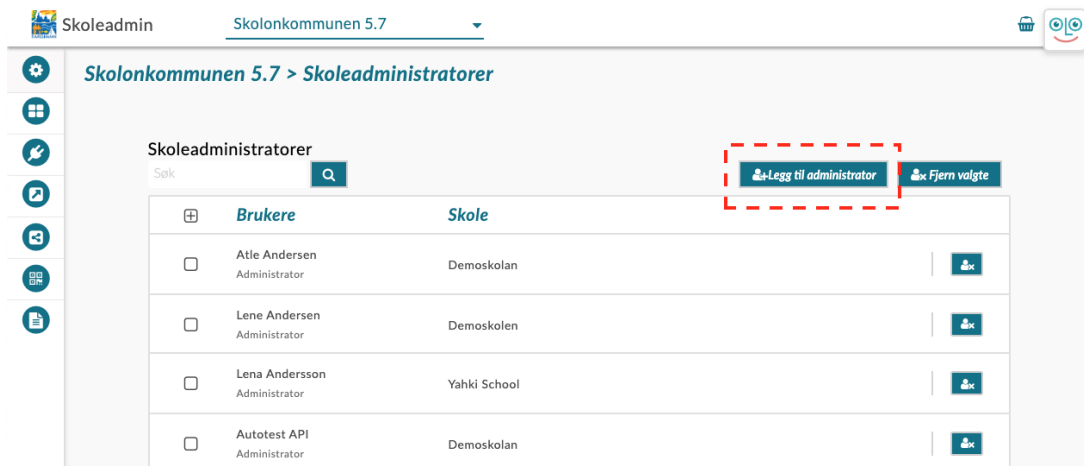 Skoleadmin
Skolonkommunen 5.7
Skolonkommunen 5.7 > Skoleadministratorer
Skoleadministratorer
Søk
Legg til administrator
Fjern valgte
Brukere Skole
Atle Andersen
Administrator
Demoskolan
Lene Andersen
Administrator
Demoskolen
Lena Andersson
Administrator
Yahki School
Autotest API
Administrator
Demoskolan